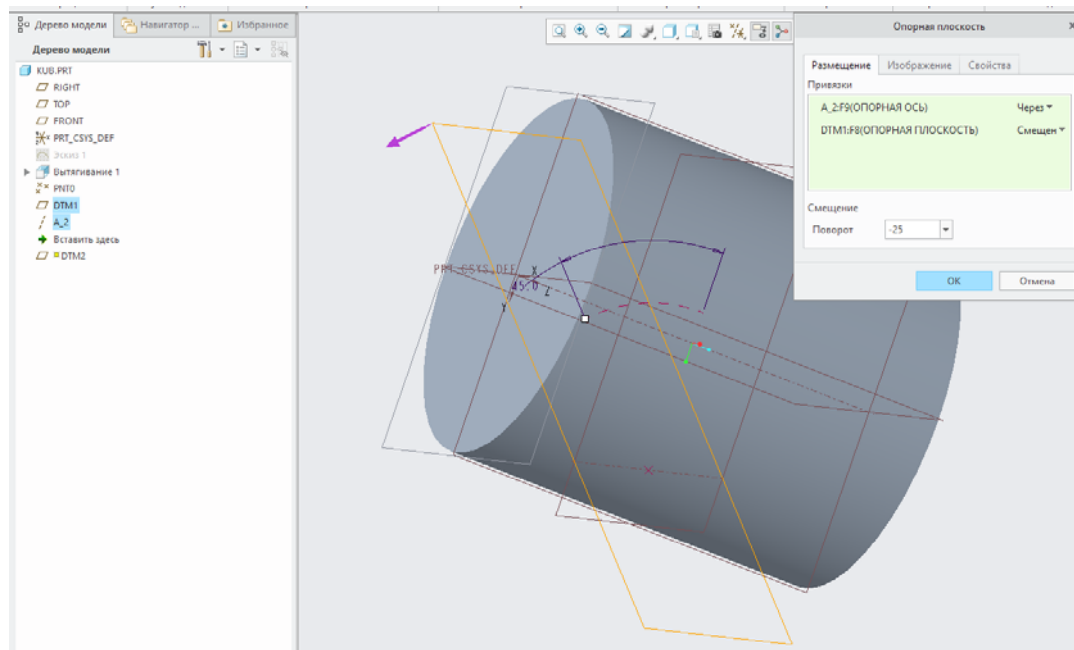 Дерево модели
Навигатор ...
Избранное
Дерево модели
KUB.PRT
RIGHT
TOP
FRONT
PRT_CSYS_DEF
Эскиз 1
Вытягивание 1
PNT0
DTM1
A_2
Вставить здесь
DTM2
PRT_CSYS_DEF
X
45.0
Z
Y
Опорная плоскость
Размещение
Изображение
Свойства
Привязки
A_2:F9(ОПОРНАЯ ОСЬ) Через
DTM1:F8(ОПОРНАЯ ПЛОСКОСТЬ) Смещен
Смещение
Поворот -25
OK
Отмена